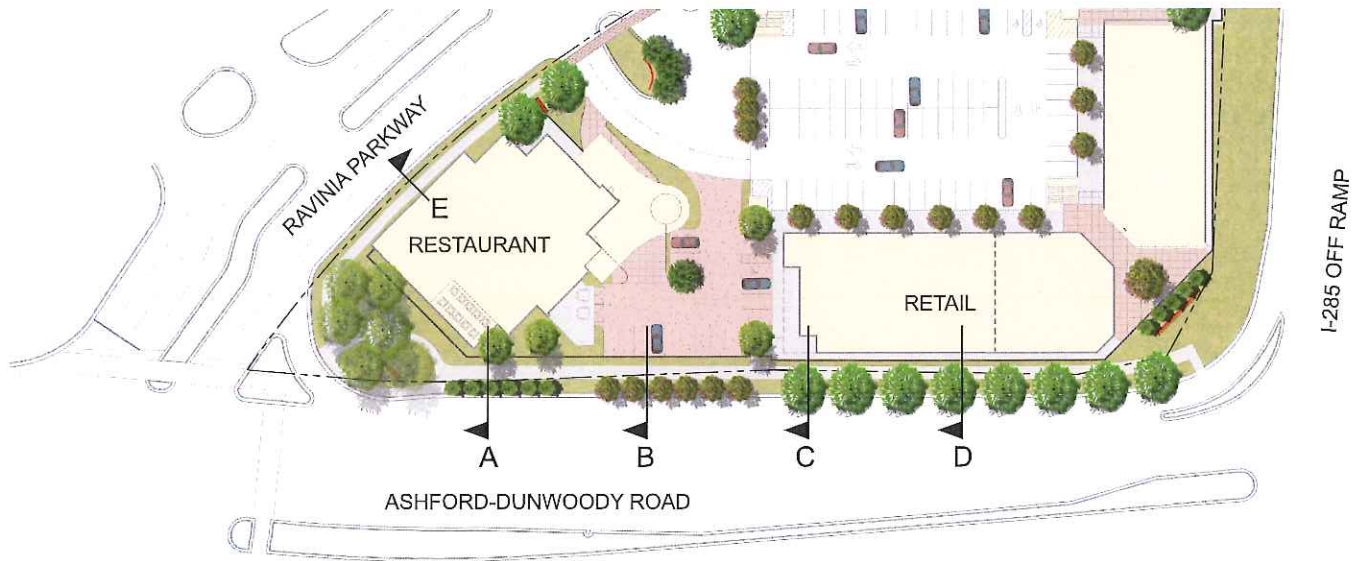 RAVINIA PARKWAY
E
RESTAURANT
RETAIL
I-285 OFF RAMP
A
B
C
D
ASHFORD-DUNWOODY ROAD